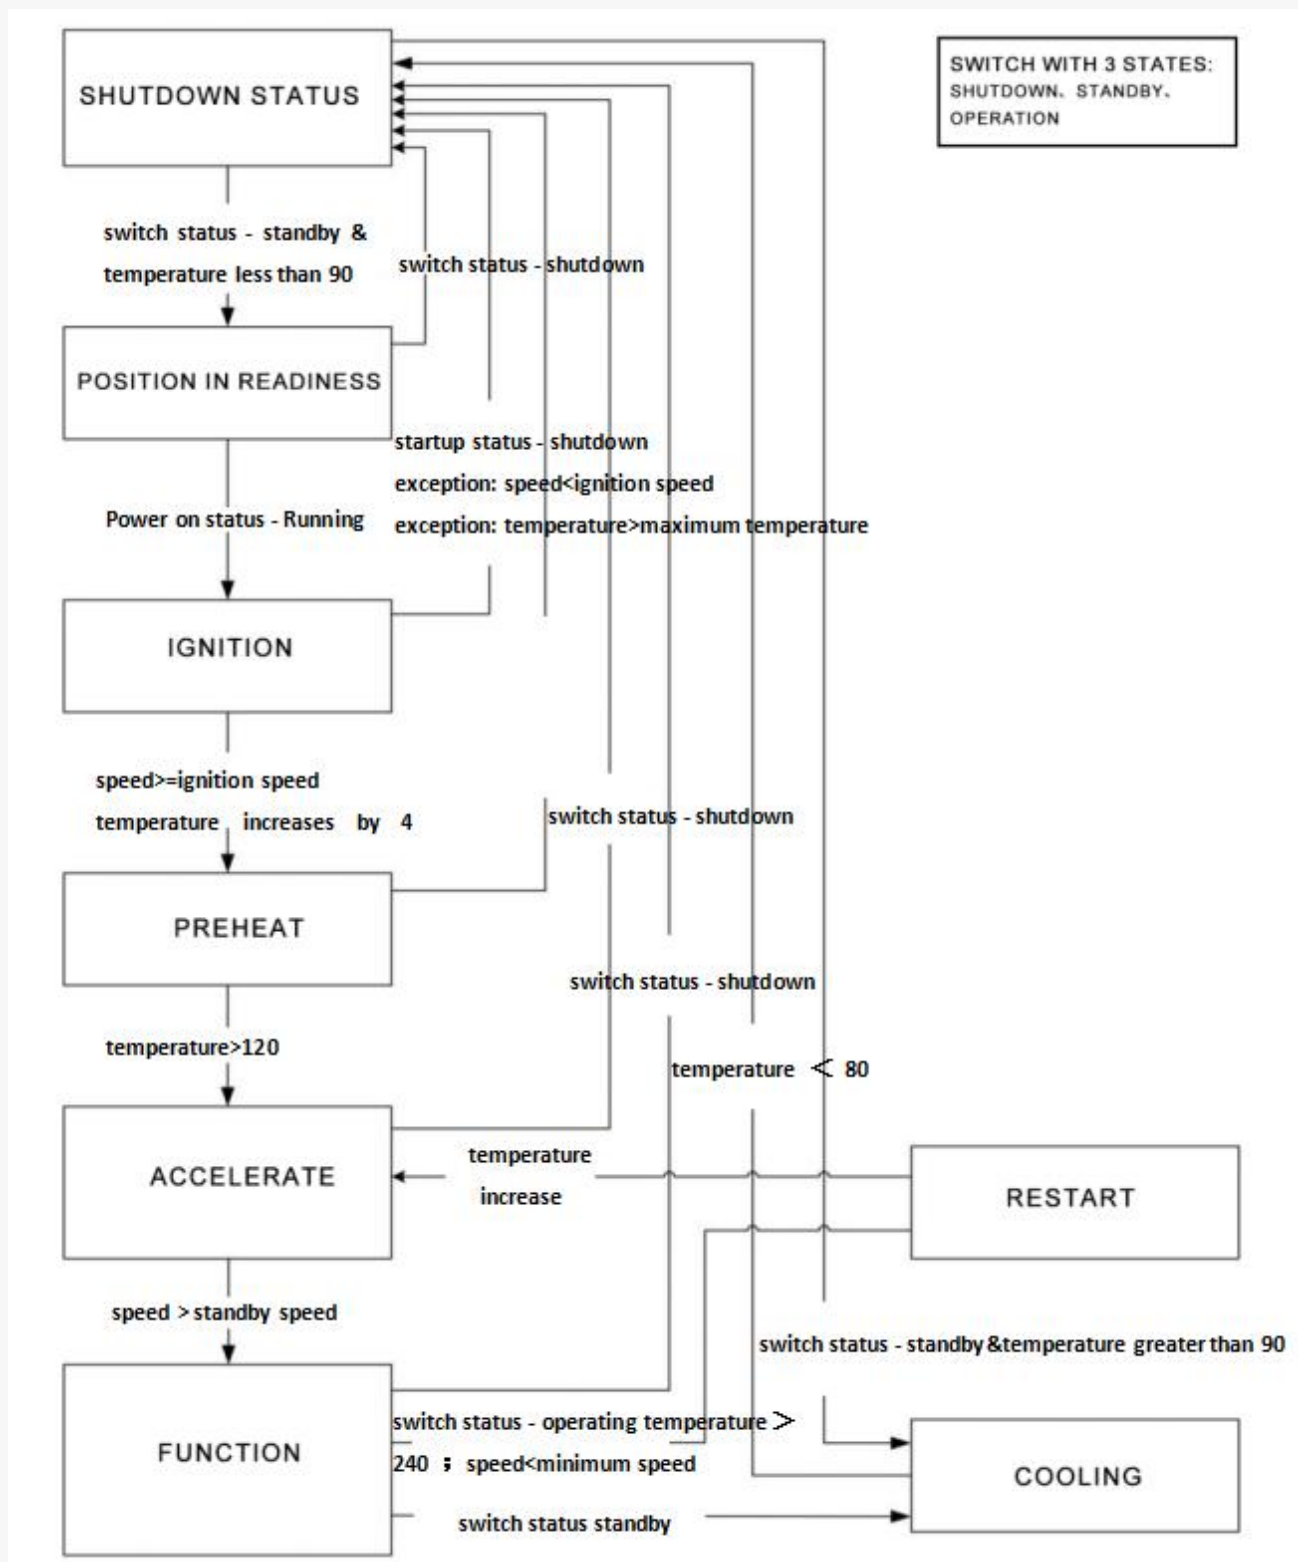 SHUTDOWN STATUS
SWITCH WITH 3 STATES:
SHUTDOWN、STANDBY、
OPERATION
switch status - standby &
temperature less than 90
switch status - shutdown
POSITION IN READINESS
startup status - shutdown
exception: speed<ignition speed
exception: temperature>maximum temperature
Power on status - Running
IGNITION
speed>=ignition speed
temperature increases by 4
switch status - shutdown
PREHEAT
switch status - shutdown
temperature>120
temperature < 80
ACCELERATE
temperature
increase
RESTART
speed >standby speed
switch status - standby &temperature greater than 90
FUNCTION
switch status - operating temperature >
240 ; speed<minimum speed
COOLING
switch status standby